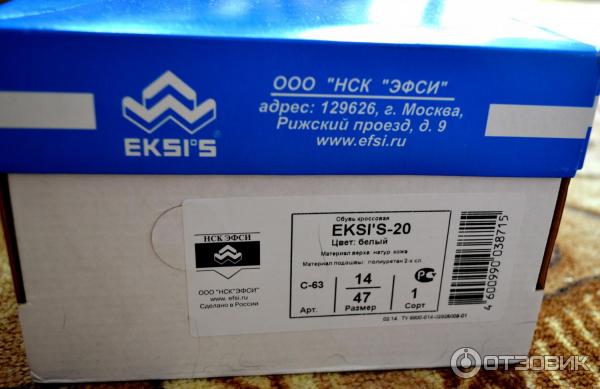 EKSI'S®
ООО "НСК "ЭФСИ"
адрес: 129626, г. Москва,
Рижский проезд, д. 9
www.efsi.ru
НСК ЭФСИ
ООО "НСК"ЭФСИ"
www. efsi.ru
Сделано в России
Обувь кроссовая
EKSI'S-20
Цвет: белый
Материал верха: натур. кожа
Материал подошвы: полиуретан 2-х сл.
С-63
Арт.
14
47
Размер
1
Сорт
4 600990 038715
ОТЗОВИК